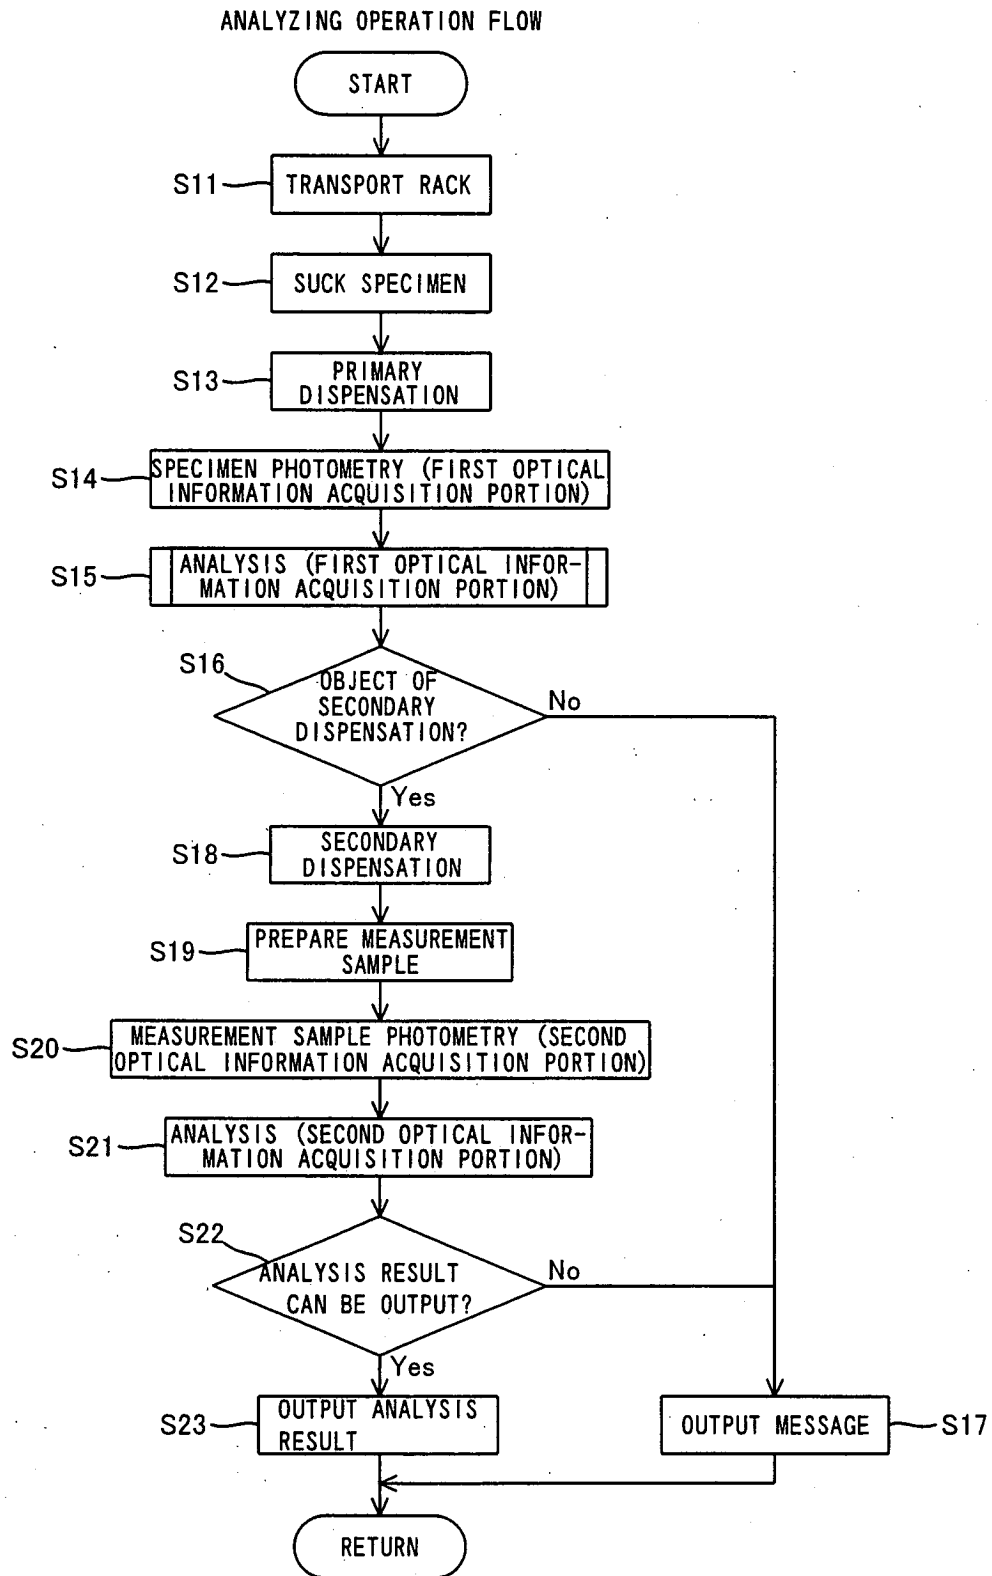 ANALYZING OPERATION FLOW
START
S11
TRANSPORT RACK
S12
SUCK SPECIMEN
S13
PRIMARY
DISPENSATION
S14
SPECIMEN PHOTOMETRY (FIRST OPTICAL
INFORMATION ACQUISITION PORTION)
S15
ANALYSIS (FIRST OPTICAL INFOR-
MATION ACQUISITION PORTION)
S16
OBJECT OF
SECONDARY
DISPENSATION?
No
Yes
S18
SECONDARY
DISPENSATION
S19
PREPARE MEASUREMENT
SAMPLE
S20
MEASUREMENT SAMPLE PHOTOMETRY (SECOND
OPTICAL INFORMATION ACQUISITION PORTION)
S21
ANALYSIS (SECOND OPTICAL INFOR-
MATION ACQUISITION PORTION)
S22
ANALYSIS RESULT
CAN BE OUTPUT?
No
Yes
S23
OUTPUT ANALYSIS
RESULT
OUTPUT MESSAGE
S17
RETURN